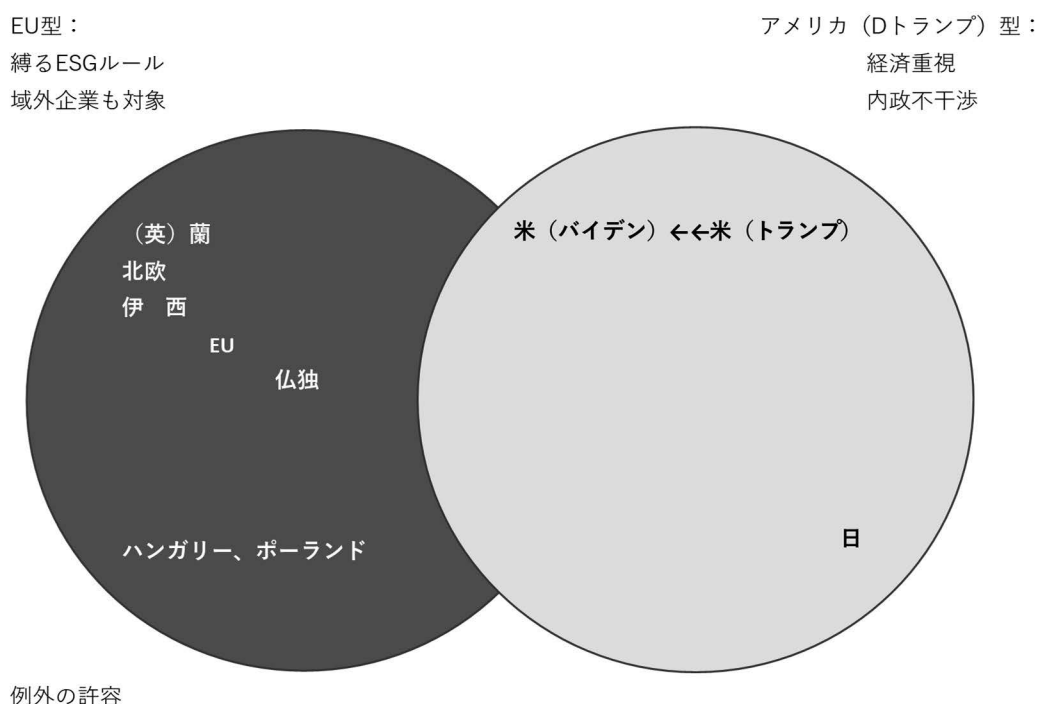 EU型：
縛るESGルール
域外企業も対象
アメリカ（Dトランプ）型：
経済重視
内政不干渉
（英）蘭
北欧
伊　西
EU
仏独
ハンガリー、ポーランド
米（バイデン）←←米（トランプ）
日
例外の許容